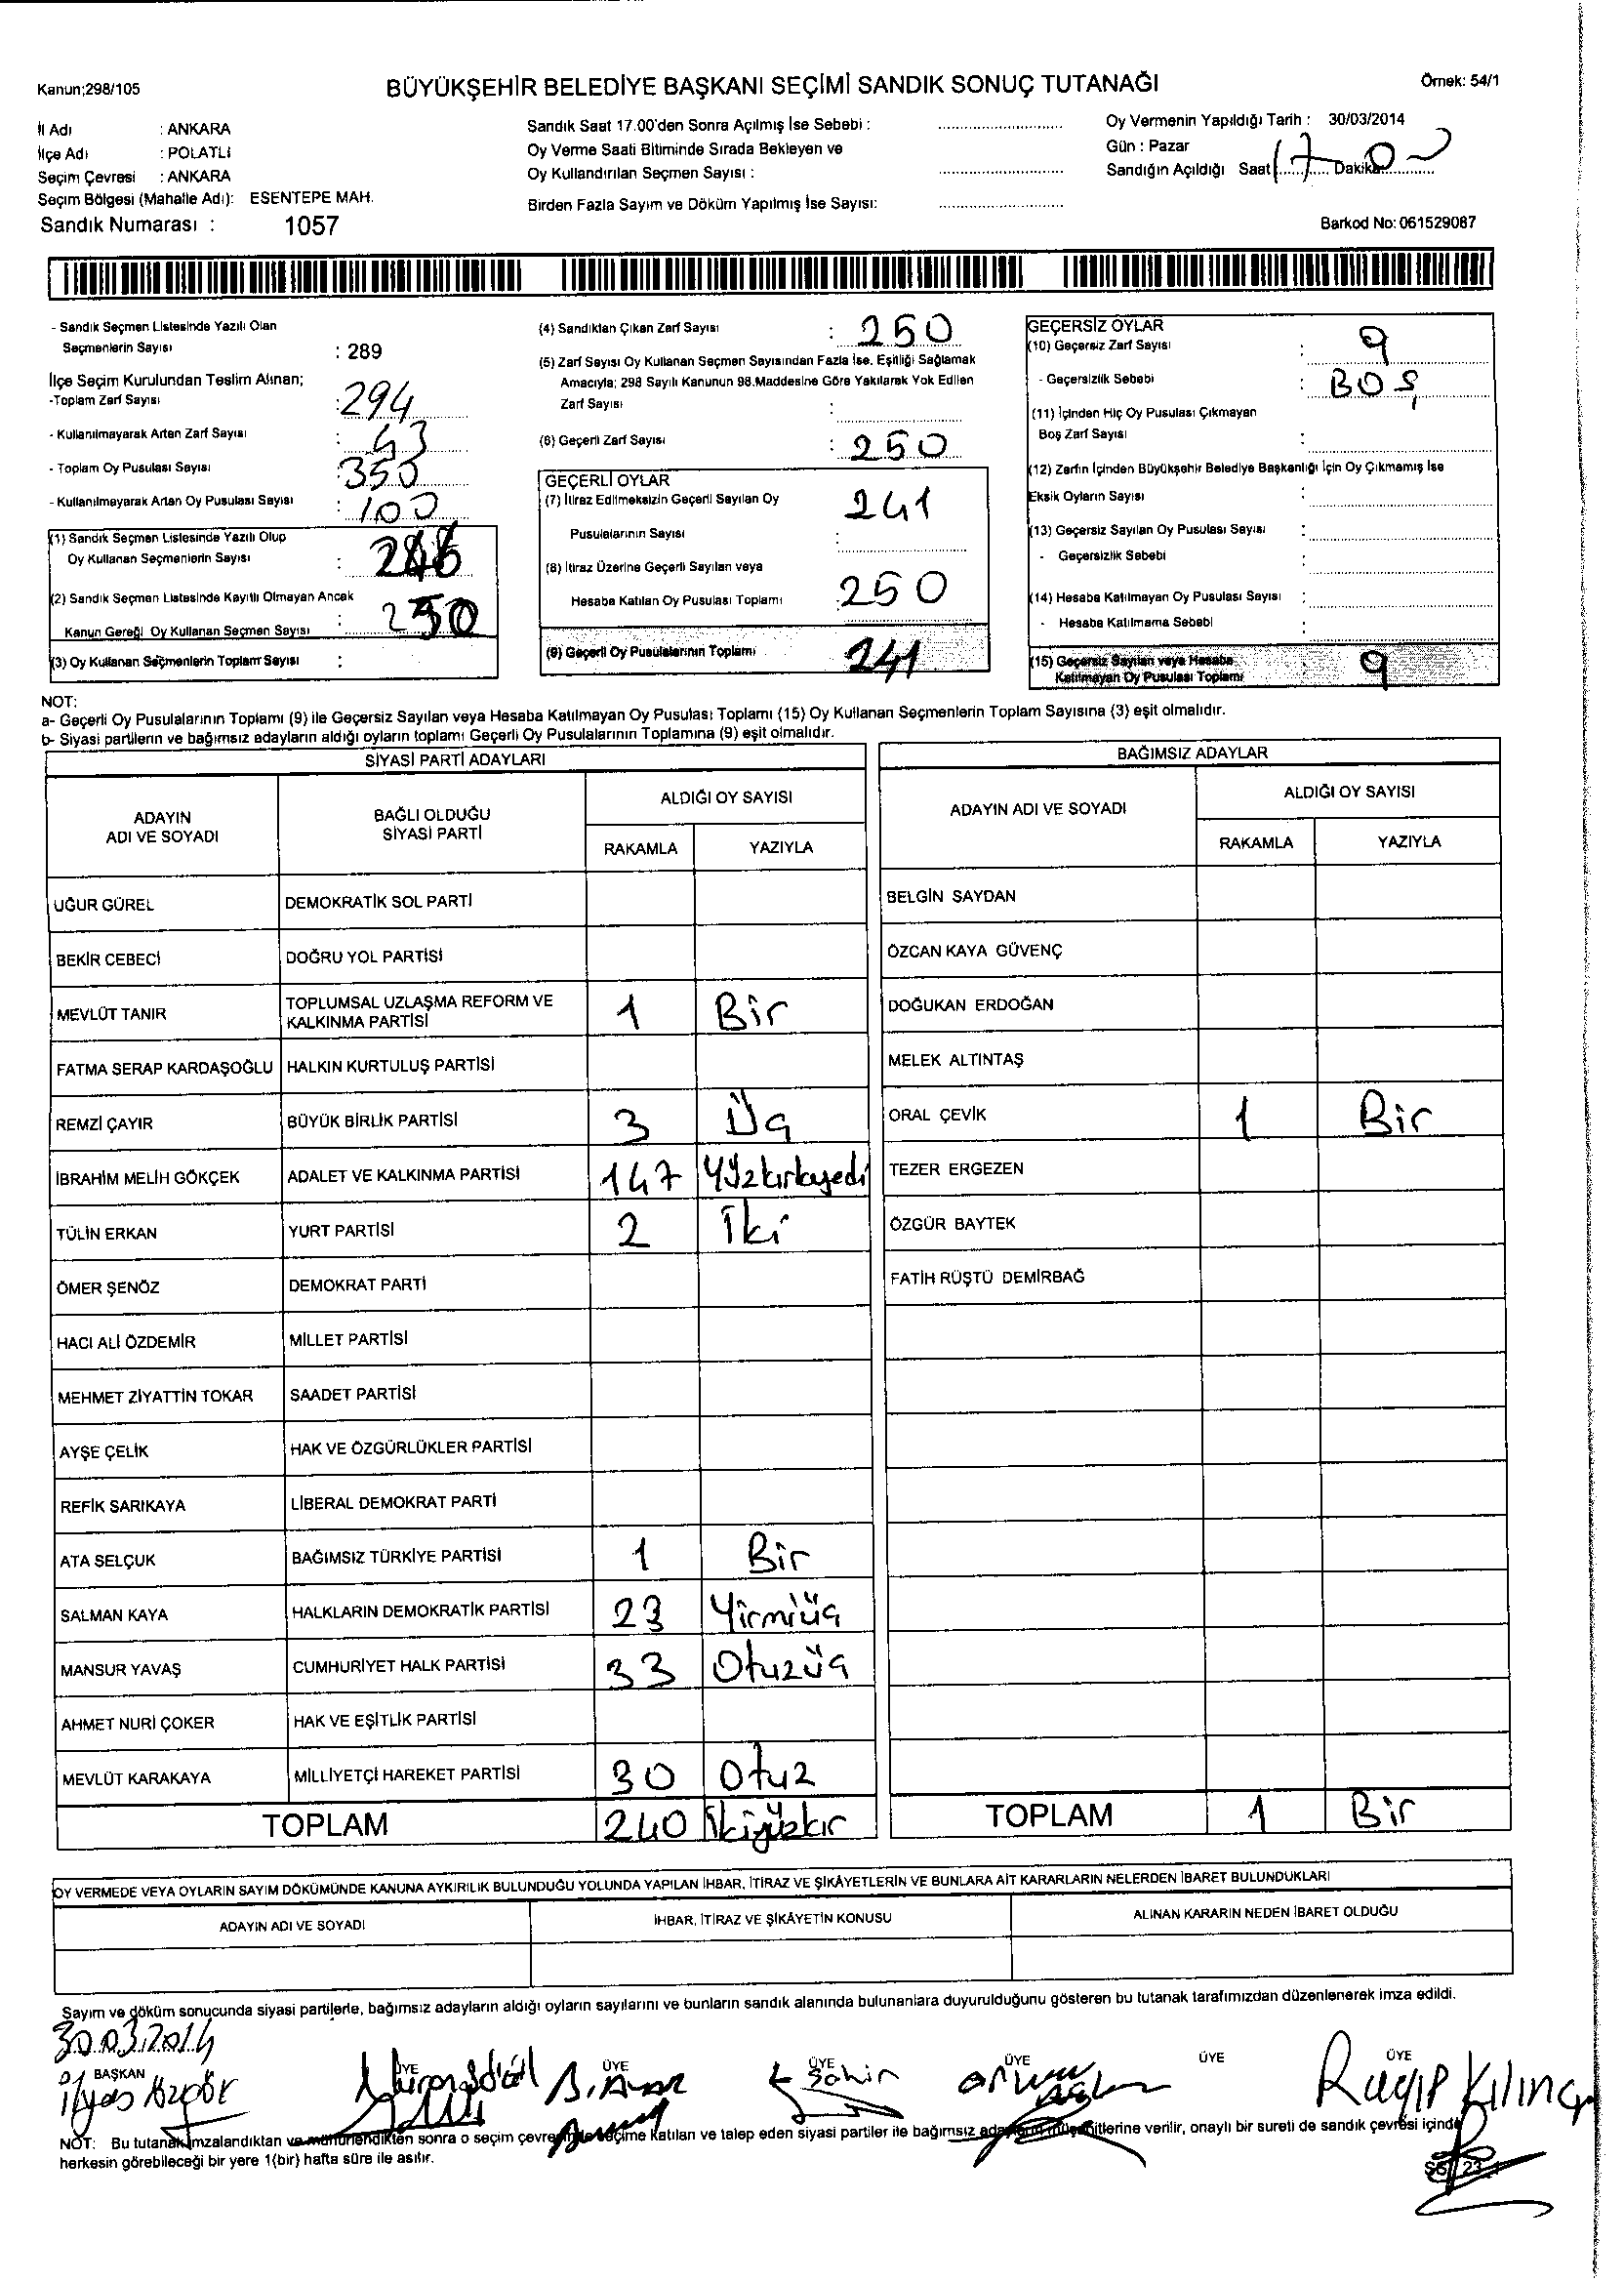 Kanun;298/105
BÜYÜKŞEHİR BELEDİYE BAŞKANI SEÇİMİ SANDIK SONUÇ TUTANAĞI
Örnek: 54/1
İl Adı : ANKARA
İlçe Adı : POLATLI
Seçim Çevresi : ANKARA
Seçim Bölgesi (Mahalle Adı): ESENTEPE MAH.
Sandık Numarası : 1057
Sandık Saat 17.00'den Sonra Açılmış İse Sebebi :
Oy Verme Saati Bitiminde Sırada Bekleyen ve
Oy Kullandırılan Seçmen Sayısı :
Birden Fazla Sayım ve Döküm Yapılmış İse Sayısı:
Oy Vermenin Yapıldığı Tarih : 30/03/2014
Gün : Pazar
Sandığın Açıldığı Saat 17 Dakika
Barkod No: 061529087
- Sandık Seçmen Listesinde Yazılı Olan
Seçmenlerin Sayısı : 289
İlçe Seçim Kurulundan Teslim Alınan;
-Toplam Zarf Sayısı : 294
- Kullanılmayarak Artan Zarf Sayısı : 43
- Toplam Oy Pusulası Sayısı : 350
- Kullanılmayarak Artan Oy Pusulası Sayısı : 100
(1) Sandık Seçmen Listesinde Yazılı Olup
Oy Kullanan Seçmenlerin Sayısı :
(2) Sandık Seçmen Listesinde Kayıtlı Olmayan Ancak
Kanun Gereği Oy Kullanan Seçmen Sayısı : 250
(3) Oy Kullanan Seçmenlerin Toplam Sayısı :
(4) Sandıktan Çıkan Zarf Sayısı : 250
(5) Zarf Sayısı Oy Kullanan Seçmen Sayısından Fazla İse. Eşitliği Sağlamak
Amacıyla; 298 Sayılı Kanunun 98.Maddesine Göre Yakılarak Yok Edilen
Zarf Sayısı :
(6) Geçerli Zarf Sayısı : 250
GEÇERLİ OYLAR
(7) İtiraz Edilmeksizin Geçerli Sayılan Oy 241
Pusulalarının Sayısı :
(8) İtiraz Üzerine Geçerli Sayılan veya
Hesaba Katılan Oy Pusulası Toplamı : 250
(9) Geçerli Oy Pusulalarının Toplamı 241
GEÇERSİZ OYLAR
(10) Geçersiz Zarf Sayısı : 9
- Geçersizlik Sebebi : BOŞ
(11) İçinden Hiç Oy Pusulası Çıkmayan
Boş Zarf Sayısı :
(12) Zarfın İçinden Büyükşehir Belediye Başkanlığı İçin Oy Çıkmamış İse
Eksik Oyların Sayısı :
(13) Geçersiz Sayılan Oy Pusulası Sayısı :
- Geçersizlik Sebebi :
(14) Hesaba Katılmayan Oy Pusulası Sayısı :
- Hesaba Katılmama Sebebi :
(15) Geçersiz Sayılan veya Hesaba
Katılmayan Oy Pusulası Toplamı 9
NOT:
a- Geçerli Oy Pusulalarının Toplamı (9) ile Geçersiz Sayılan veya Hesaba Katılmayan Oy Pusulası Toplamı (15) Oy Kullanan Seçmenlerin Toplam Sayısına (3) eşit olmalıdır.
b- Siyasi partilerin ve bağımsız adayların aldığı oyların toplamı Geçerli Oy Pusulalarının Toplamına (9) eşit olmalıdır.
SİYASİ PARTİ ADAYLARI
ADAYIN ADI VE SOYADI
BAĞLI OLDUĞU SİYASİ PARTİ
ALDIĞI OY SAYISI
RAKAMLA YAZIYLA
UĞUR GÜREL DEMOKRATİK SOL PARTİ
BEKİR CEBECİ DOĞRU YOL PARTİSİ
MEVLÜT TANIR TOPLUMSAL UZLAŞMA REFORM VE KALKINMA PARTİSİ 1 Bir
FATMA SERAP KARDAŞOĞLU HALKIN KURTULUŞ PARTİSİ
REMZİ ÇAYIR BÜYÜK BİRLİK PARTİSİ 3 Üç
İBRAHİM MELİH GÖKÇEK ADALET VE KALKINMA PARTİSİ 147 Yüzkırkyedi
TÜLİN ERKAN YURT PARTİSİ 2 İki
ÖMER ŞENÖZ DEMOKRAT PARTİ
HACI ALİ ÖZDEMİR MİLLET PARTİSİ
MEHMET ZİYATTİN TOKAR SAADET PARTİSİ
AYŞE ÇELİK HAK VE ÖZGÜRLÜKLER PARTİSİ
REFİK SARIKAYA LİBERAL DEMOKRAT PARTİ
ATA SELÇUK BAĞIMSIZ TÜRKİYE PARTİSİ 1 Bir
SALMAN KAYA HALKLARIN DEMOKRATİK PARTİSİ 23 Yirmiüç
MANSUR YAVAŞ CUMHURİYET HALK PARTİSİ 33 Otuzüç
AHMET NURİ ÇOKER HAK VE EŞİTLİK PARTİSİ
MEVLÜT KARAKAYA MİLLİYETÇİ HAREKET PARTİSİ 30 Otuz
TOPLAM 240 İkiyüzkır
BAĞIMSIZ ADAYLAR
ADAYIN ADI VE SOYADI
ALDIĞI OY SAYISI
RAKAMLA YAZIYLA
BELGİN SAYDAN
ÖZCAN KAYA GÜVENÇ
DOĞUKAN ERDOĞAN
MELEK ALTINTAŞ
ORAL ÇEVİK 1 Bir
TEZER ERGEZEN
ÖZGÜR BAYTEK
FATİH RÜŞTÜ DEMİRBAĞ
TOPLAM 1 Bir
OY VERMEDE VEYA OYLARIN SAYIM DÖKÜMÜNDE KANUNA AYKIRILIK BULUNDUĞU YOLUNDA YAPILAN İHBAR, İTİRAZ VE ŞİKÂYETLERİN VE BUNLARA AİT KARARLARIN NELERDEN İBARET BULUNDUKLARI
ADAYIN ADI VE SOYADI İHBAR, İTİRAZ VE ŞİKÂYETİN KONUSU ALINAN KARARIN NEDEN İBARET OLDUĞU
Sayım ve döküm sonucunda siyasi partilerle, bağımsız adayların aldığı oyların sayılarını ve bunların sandık alanında bulunanlara duyurulduğunu gösteren bu tutanak tarafımızdan düzenlenerek imza edildi.
30.03.2014
BAŞKAN ÜYE ÜYE ÜYE ÜYE ÜYE ÜYE
Şahin Ragıp Kılınç
NOT: Bu tutanak imzalandıktan ve mühürlendikten sonra o seçim çevresinde seçime katılan ve talep eden siyasi partiler ile bağımsız adayların müşahitlerine verilir, onaylı bir sureti de sandık çevresi içinde
herkesin görebileceği bir yere 1(bir) hafta süre ile asılır.